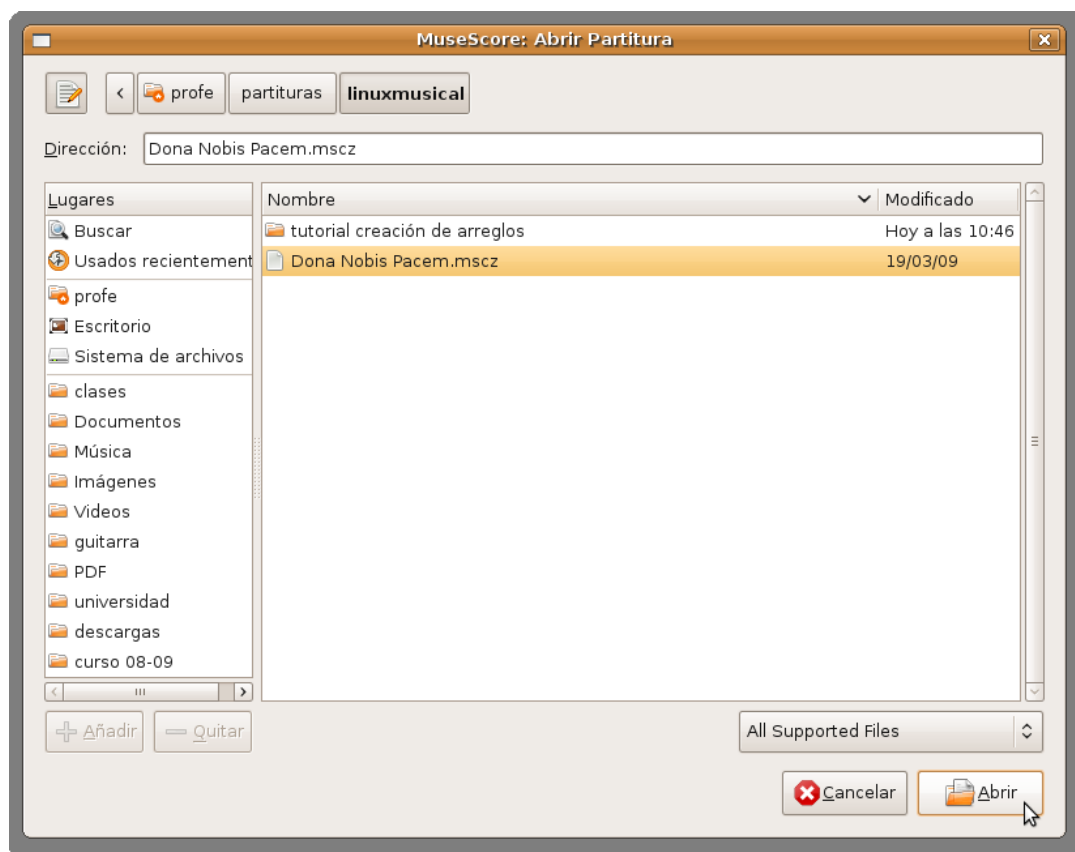 MuseScore: Abrir Partitura
profe partituras linuxmusical
Dirección: Dona Nobis Pacem.mscz
Lugares
Buscar
Usados recientement
profe
Escritorio
Sistema de archivos
clases
Documentos
Música
Imágenes
Videos
guitarra
PDF
universidad
descargas
curso 08-09
Nombre Modificado
tutorial creación de arreglos Hoy a las 10:46
Dona Nobis Pacem.mscz 19/03/09
Añadir Quitar
All Supported Files
Cancelar Abrir